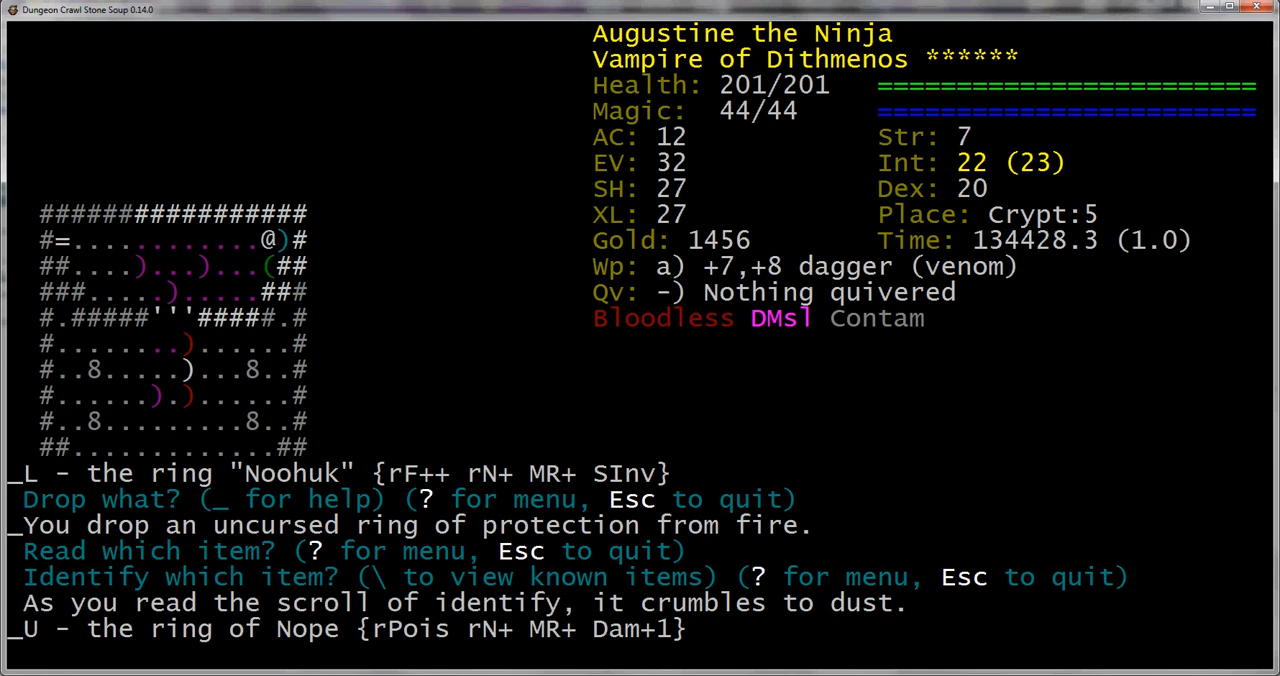 Dungeon Crawl Stone Soup 0.14.0
Augustine the Ninja
Vampire of Dithmenos ******
Health: 201/201 ========================
Magic:  44/44 ========================
AC: 12 Str: 7
EV: 32 Int: 22 (23)
SH: 27 Dex: 20
XL: 27 Place: Crypt:5
Gold: 1456 Time: 134428.3 (1.0)
Wp: a) +7,+8 dagger (venom)
Qv: -) Nothing quivered
Bloodless DMsl Contam
#################
#=.............@)#
##....)...)...(##
###.....).....###
#.#####'''#####.#
#........)......#
#..8.....)...8..#
#......).)......#
#..8.........8..#
##.............##
_L - the ring "Noohuk" {rF++ rN+ MR+ SInv}
Drop what? (_ for help) (? for menu, Esc to quit)
_You drop an uncursed ring of protection from fire.
Read which item? (? for menu, Esc to quit)
Identify which item? (\ to view known items) (? for menu, Esc to quit)
As you read the scroll of identify, it crumbles to dust.
_U - the ring of Nope {rPois rN+ MR+ Dam+1}